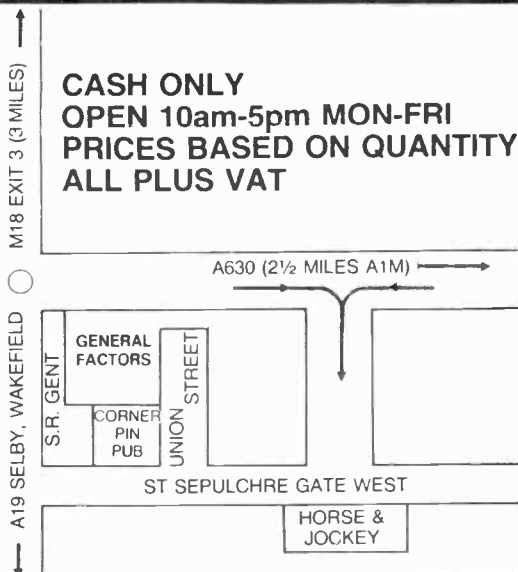 CASH ONLY
OPEN 10am-5pm MON-FRI
PRICES BASED ON QUANTITY
ALL PLUS VAT
M18 EXIT 3 (3 MILES)
A630 (2½ MILES A1M)
A19 SELBY, WAKEFIELD
S.R. GENT
GENERAL
FACTORS
CORNER
PIN
PUB
UNION
STREET
ST SEPULCHRE GATE WEST
HORSE &
JOCKEY